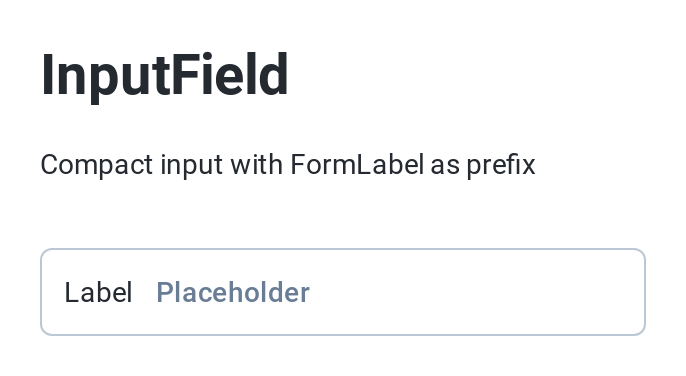 InputField
Compact input with FormLabel as prefix
Label Placeholder